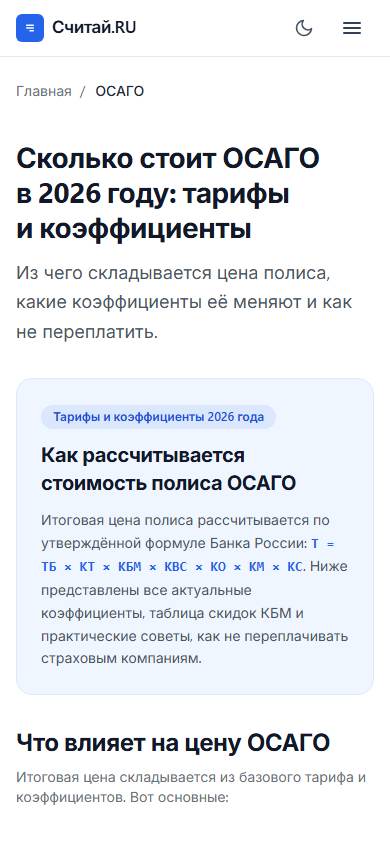 Считай.RU
Главная / ОСАГО
Сколько стоит ОСАГО
в 2026 году: тарифы
и коэффициенты
Из чего складывается цена полиса,
какие коэффициенты её меняют и как
не переплатить.
Тарифы и коэффициенты 2026 года
Как рассчитывается
стоимость полиса ОСАГО
Итоговая цена полиса рассчитывается по
утверждённой формуле Банка России: Т =
ТБ × КТ × КБМ × КВС × КО × КМ × КС. Ниже
представлены все актуальные
коэффициенты, таблица скидок КБМ и
практические советы, как не переплачивать
страховым компаниям.
Что влияет на цену ОСАГО
Итоговая цена складывается из базового тарифа и
коэффициентов. Вот основные: